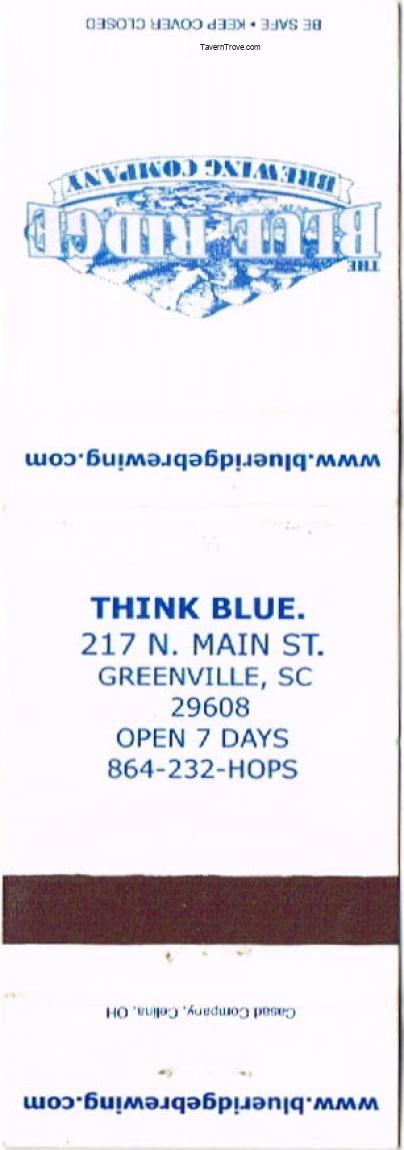 BE SAFE • KEEP COVER CLOSED
TavernTrove.com
THE
BLUE RIDGE
BREWING COMPANY
www.blueridgebrewing.com
THINK BLUE.
217 N. MAIN ST.
GREENVILLE, SC
29608
OPEN 7 DAYS
864-232-HOPS
Casad Company, Celina, OH
www.blueridgebrewing.com